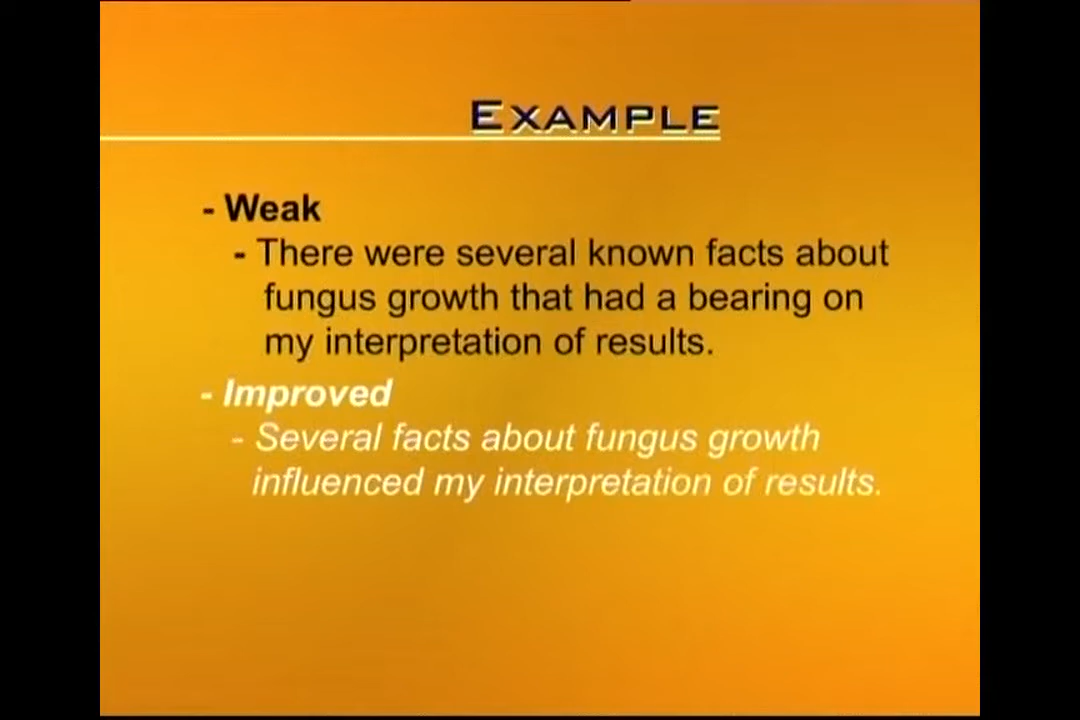 EXAMPLE
- Weak
- There were several known facts about
fungus growth that had a bearing on
my interpretation of results.
- Improved
- Several facts about fungus growth
influenced my interpretation of results.